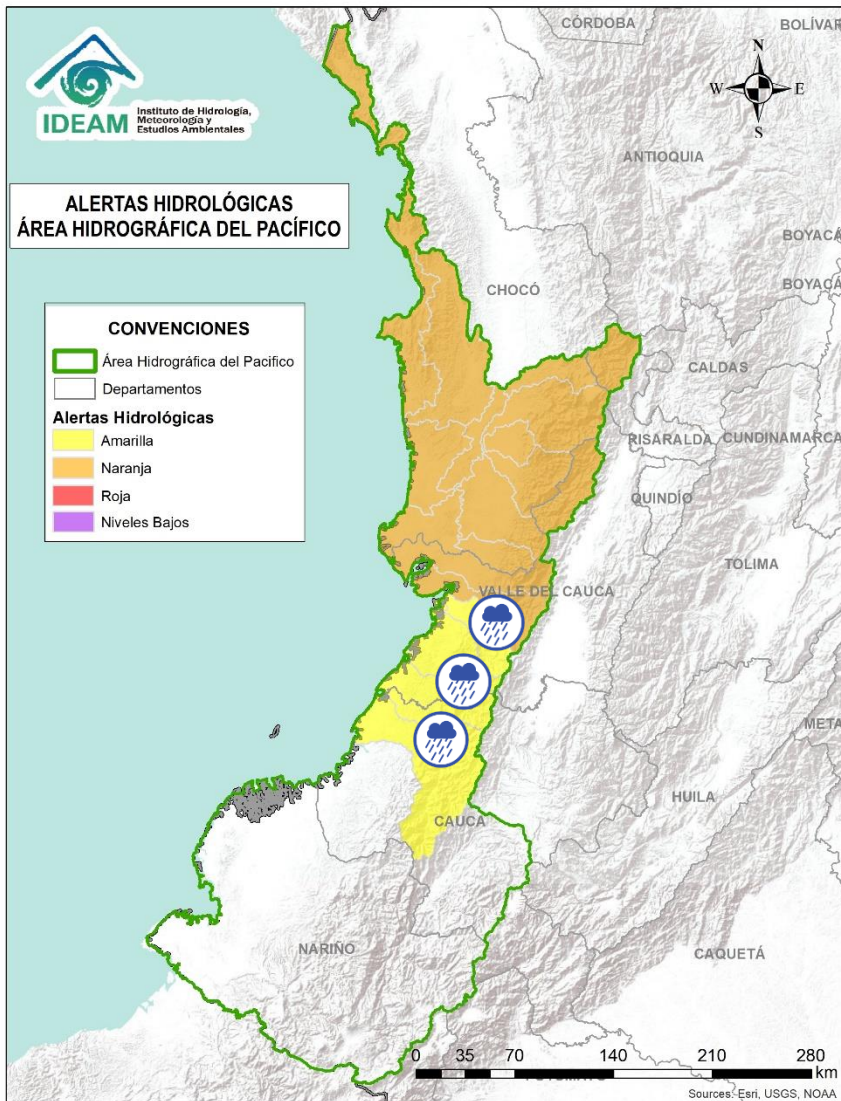 IDEAM
Instituto de Hidrología,
Meteorología y
Estudios Ambientales
ALERTAS HIDROLÓGICAS
ÁREA HIDROGRÁFICA DEL PACÍFICO
CONVENCIONES
Área Hidrográfica del Pacifico
Departamentos
Alertas Hidrológicas
Amarilla
Naranja
Roja
Niveles Bajos
N
W
E
S
CÓRDOBA
BOLÍVAR
ANTIOQUIA
BOYACÁ
BOYACÁ
CHOCÓ
CALDAS
RISARALDA
CUNDINAMARCA
QUINDÍO
TOLIMA
VALLE DEL CAUCA
META
HUILA
CAUCA
NARIÑO
CAQUETÁ
0 35 70 140 210 280
km
Sources: Esri, USGS, NOAA